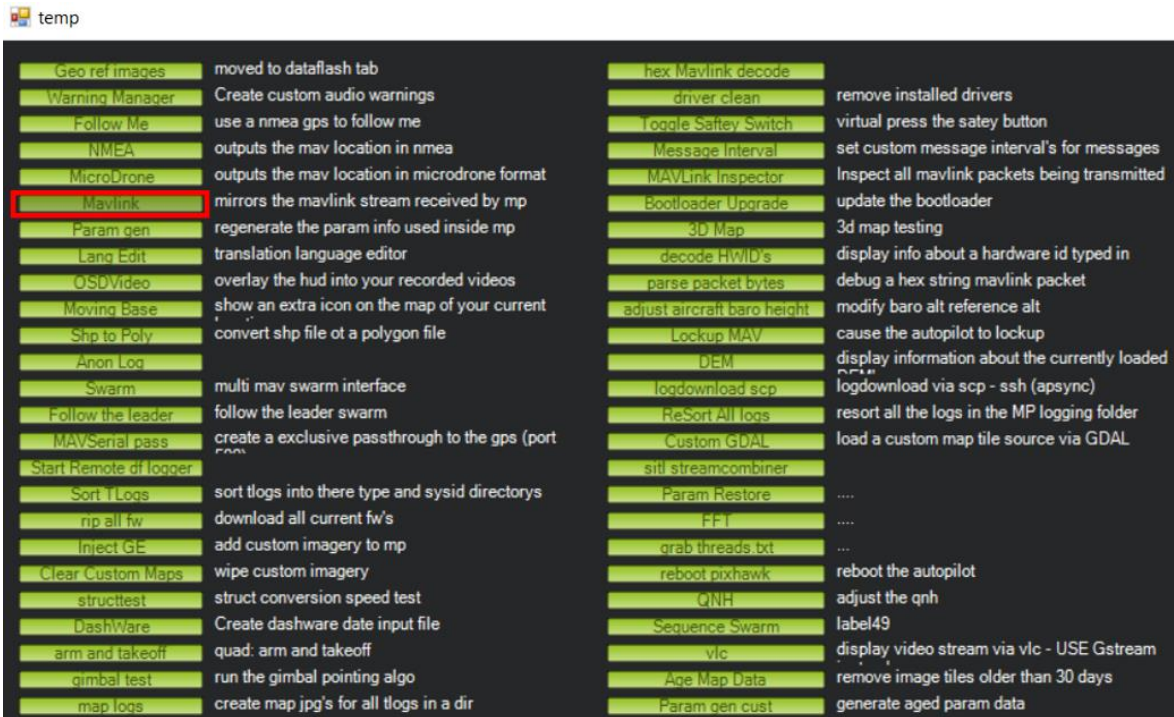 temp
Geo ref images moved to dataflash tab
Warning Manager Create custom audio warnings
Follow Me use a nmea gps to follow me
NMEA outputs the mav location in nmea
MicroDrone outputs the mav location in microdrone format
Mavlink mirrors the mavlink stream received by mp
Param gen regenerate the param info used inside mp
Lang Edit translation language editor
OSDVideo overlay the hud into your recorded videos
Moving Base show an extra icon on the map of your current
Shp to Poly convert shp file ot a polygon file
Anon Log
Swarm multi mav swarm interface
Follow the leader follow the leader swarm
MAVSerial pass create a exclusive passthrough to the gps (port
Start Remote df logger
Sort TLogs sort tlogs into there type and sysid directorys
rip all fw download all current fw's
Inject GE add custom imagery to mp
Clear Custom Maps wipe custom imagery
structtest struct conversion speed test
DashWare Create dashware date input file
arm and takeoff quad: arm and takeoff
gimbal test run the gimbal pointing algo
map logs create map jpg's for all tlogs in a dir
hex Mavlink decode
driver clean remove installed drivers
Toggle Saftey Switch virtual press the satey button
Message Interval set custom message interval's for messages
MAVLink Inspector Inspect all mavlink packets being transmitted
Bootloader Upgrade update the bootloader
3D Map 3d map testing
decode HWID's display info about a hardware id typed in
parse packet bytes debug a hex string mavlink packet
adjust aircraft baro height modify baro alt reference alt
Lockup MAV cause the autopilot to lockup
DEM display information about the currently loaded
logdownload scp logdownload via scp - ssh (apsync)
ReSort All logs resort all the logs in the MP logging folder
Custom GDAL load a custom map tile source via GDAL
sitl streamcombiner
Param Restore ....
FFT ....
grab threads.txt ...
reboot pixhawk reboot the autopilot
QNH adjust the qnh
Sequence Swarm label49
vlc display video stream via vlc - USE Gstream
Age Map Data remove image tiles older than 30 days
Param gen cust generate aged param data